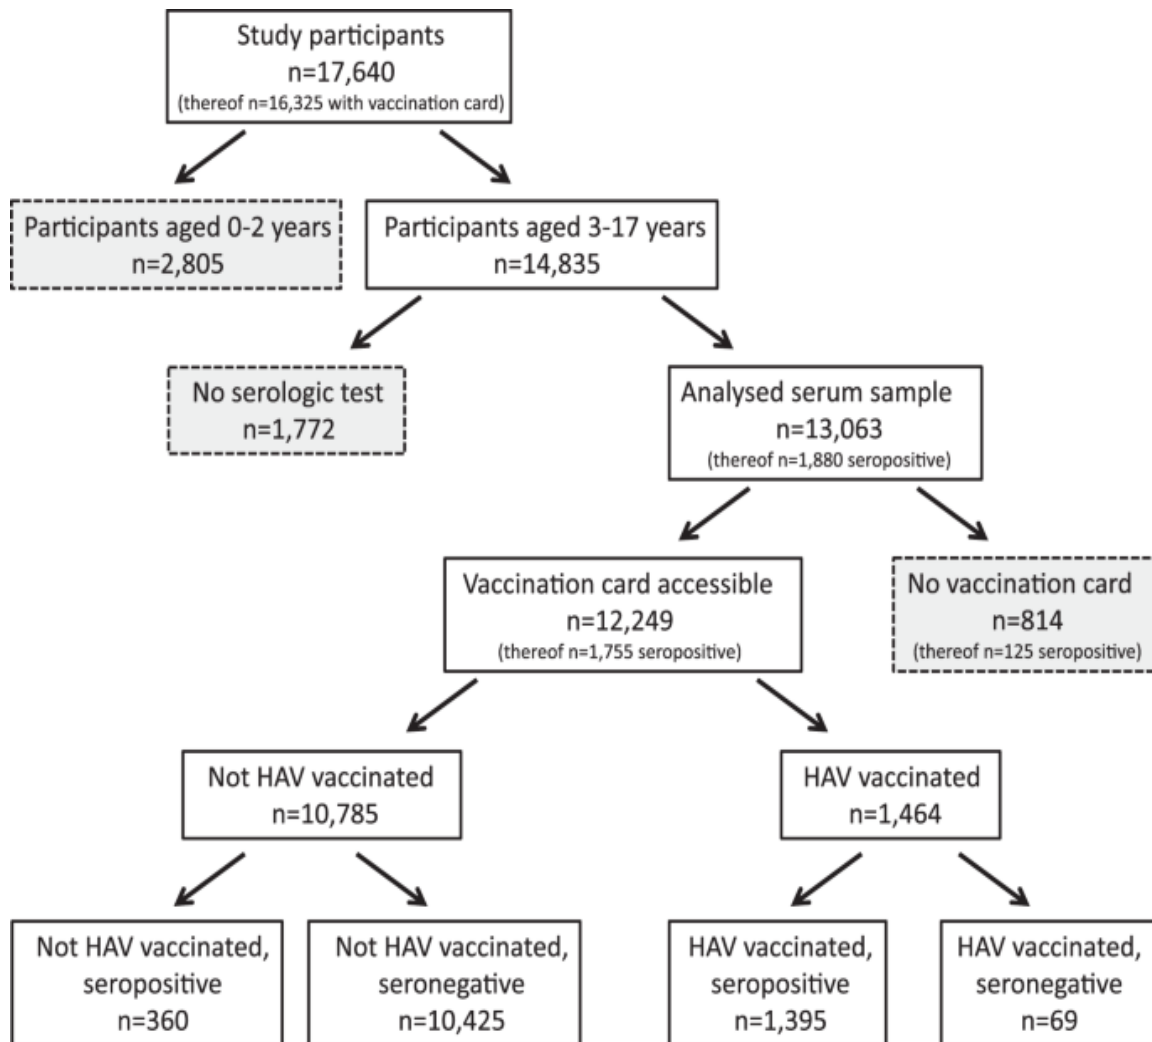 Study participants
n=17,640
(thereof n=16,325 with vaccination card)
Participants aged 0-2 years
n=2,805
Participants aged 3-17 years
n=14,835
No serologic test
n=1,772
Analysed serum sample
n=13,063
(thereof n=1,880 seropositive)
Vaccination card accessible
n=12,249
(thereof n=1,755 seropositive)
No vaccination card
n=814
(thereof n=125 seropositive)
Not HAV vaccinated
n=10,785
HAV vaccinated
n=1,464
Not HAV vaccinated,
seropositive
n=360
Not HAV vaccinated,
seronegative
n=10,425
HAV vaccinated,
seropositive
n=1,395
HAV vaccinated,
seronegative
n=69